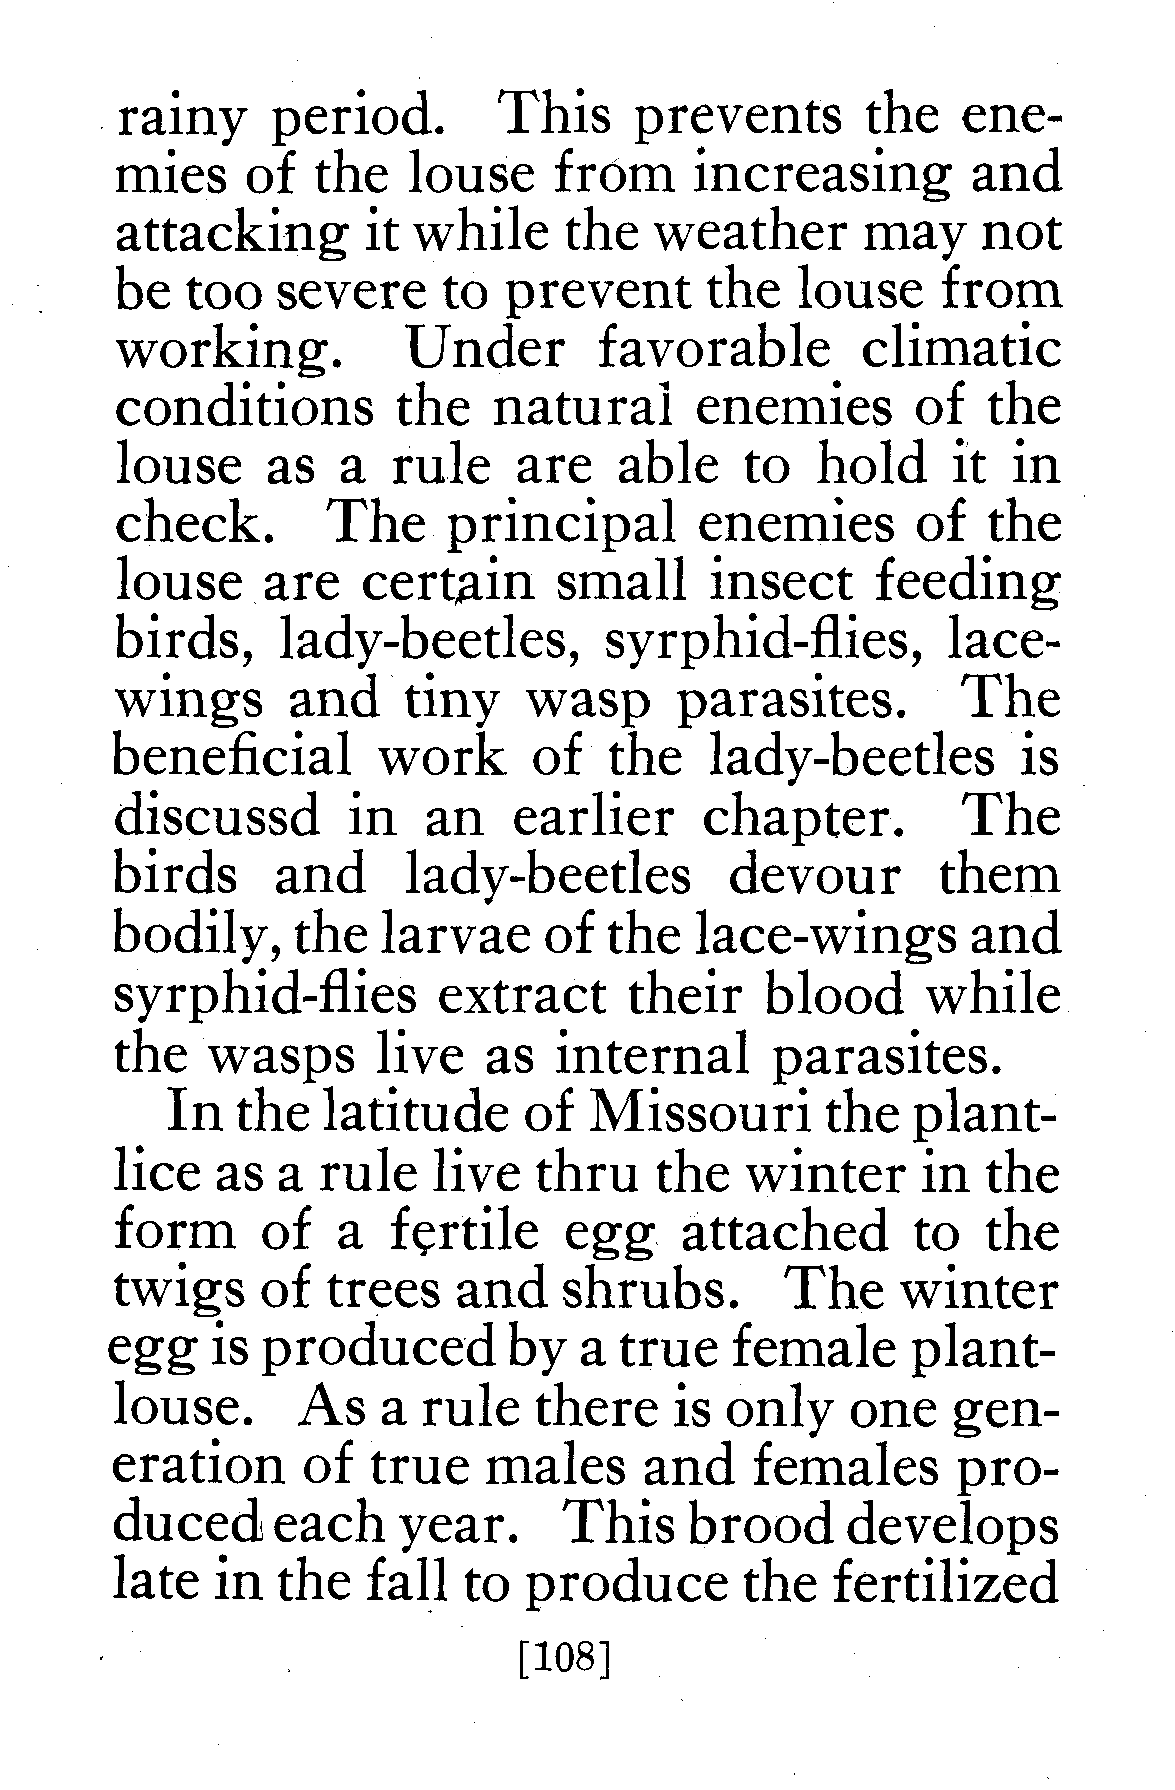 rainy period. This prevents the ene-
mies of the louse from increasing and
attacking it while the weather may not
be too severe to prevent the louse from
working. Under favorable climatic
conditions the natural enemies of the
louse as a rule are able to hold it in
check. The principal enemies of the
louse are certain small insect feeding
birds, lady-beetles, syrphid-flies, lace-
wings and tiny wasp parasites. The
beneficial work of the lady-beetles is
discussd in an earlier chapter. The
birds and lady-beetles devour them
bodily, the larvae of the lace-wings and
syrphid-flies extract their blood while
the wasps live as internal parasites.
In the latitude of Missouri the plant-
lice as a rule live thru the winter in the
form of a fertile egg attached to the
twigs of trees and shrubs. The winter
egg is produced by a true female plant-
louse. As a rule there is only one gen-
eration of true males and females pro-
duced each year. This brood develops
late in the fall to produce the fertilized
[108]